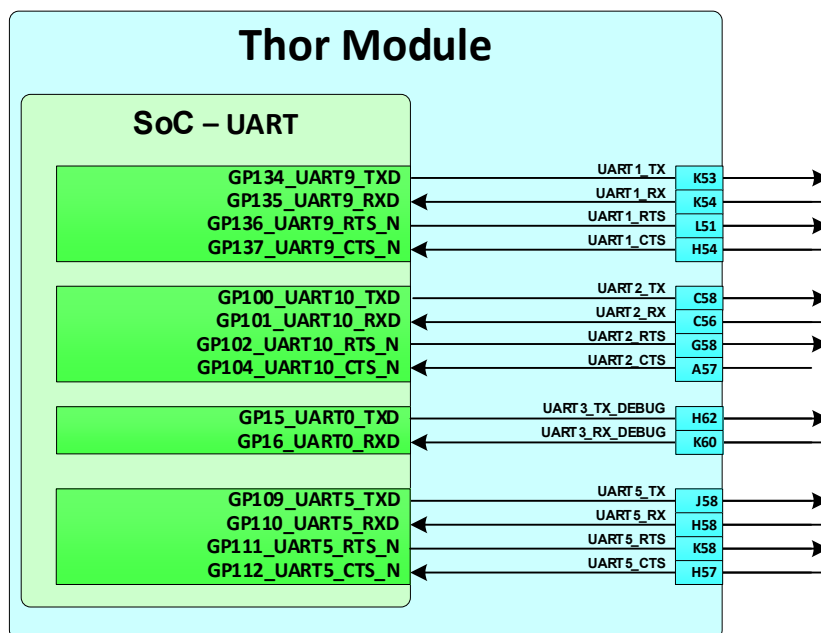 Thor Module
SoC – UART
GP134_UART9_TXD UART1_TX K53
GP135_UART9_RXD UART1_RX K54
GP136_UART9_RTS_N UART1_RTS L51
GP137_UART9_CTS_N UART1_CTS H54
GP100_UART10_TXD UART2_TX C58
GP101_UART10_RXD UART2_RX C56
GP102_UART10_RTS_N UART2_RTS G58
GP104_UART10_CTS_N UART2_CTS A57
GP15_UART0_TXD UART3_TX_DEBUG H62
GP16_UART0_RXD UART3_RX_DEBUG K60
GP109_UART5_TXD UART5_TX J58
GP110_UART5_RXD UART5_RX H58
GP111_UART5_RTS_N UART5_RTS K58
GP112_UART5_CTS_N UART5_CTS H57